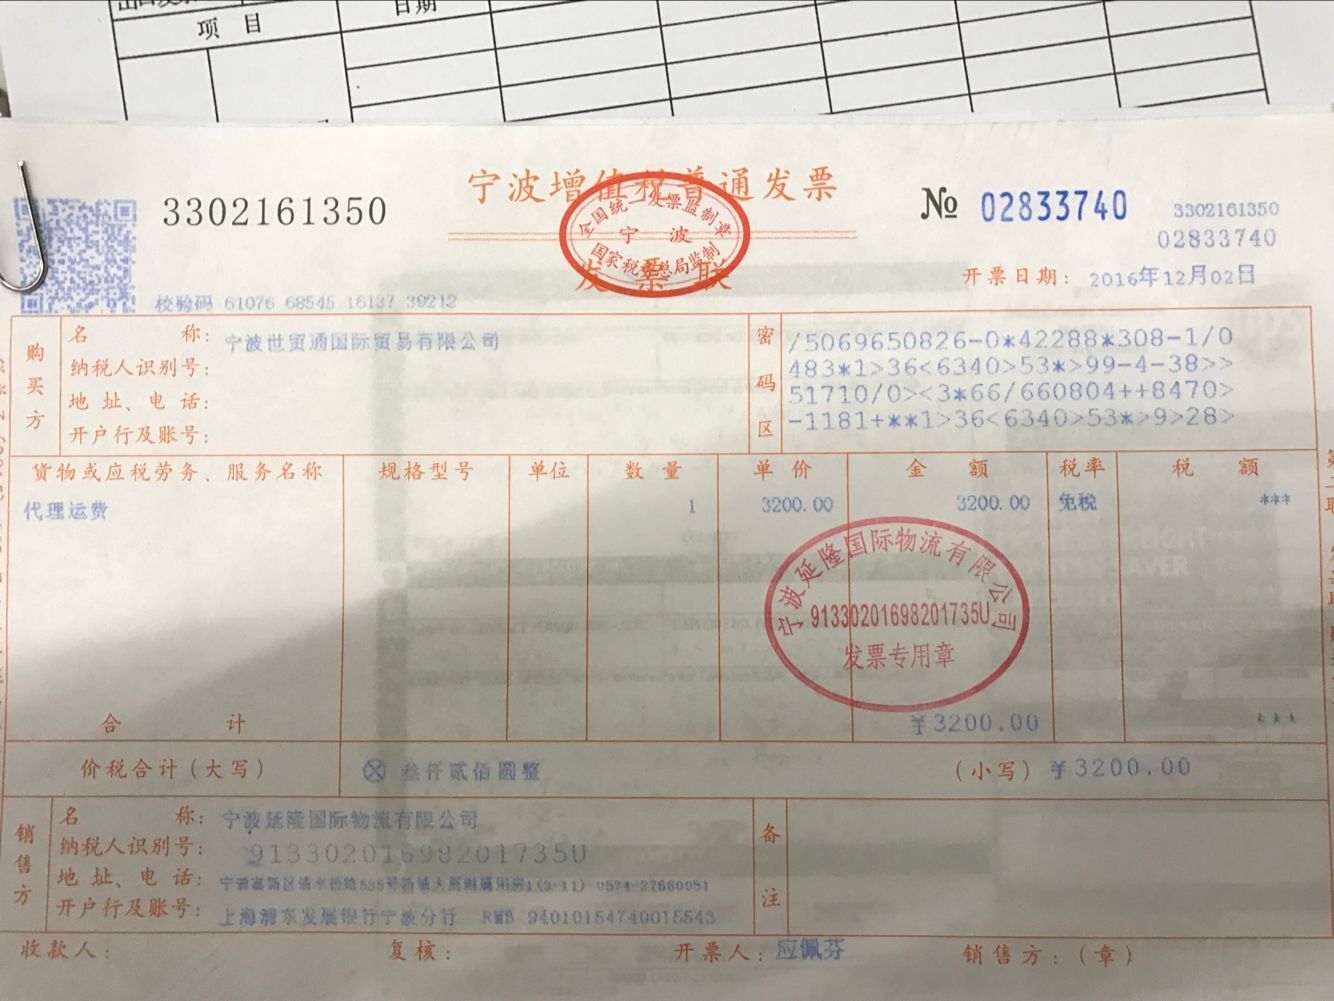 项 目
日期
宁波增值税普通发票
发票联
全国统一发票监制章
宁 波
国家税务总局监制
3302161350
№ 02833740
3302161350
02833740
开票日期: 2016年12月02日
校验码 61076 68545 16137 39212
购买方
名 称: 宁波世贸通国际贸易有限公司
纳税人识别号:
地 址、电 话:
开户行及账号:
密码区
/5069650826-0*42288*308-1/0
483*1>36<6340>53*>99-4-38>>
51710/0><3*66/660804++8470>
-1181+**1>36<6340>53*>9>28>
货物或应税劳务、服务名称 规格型号 单位 数 量 单 价 金 额 税率 税 额
代理运费 1 3200.00 3200.00 免税 ***
宁波延隆国际物流有限公司
91330201698201735U
发票专用章
合 计 ¥3200.00 ***
价税合计(大写) ⊗ 叁仟贰佰圆整 (小写) ¥3200.00
销售方
名 称: 宁波延隆国际物流有限公司
纳税人识别号: 91330201698201735U
地 址、电 话: 宁波高新区清水桥路535号 0574-27660951
开户行及账号: 上海浦东发展银行宁波分行 RMB 94010154740015543
备注
收款人: 复核: 开票人: 应佩芬 销售方:(章)